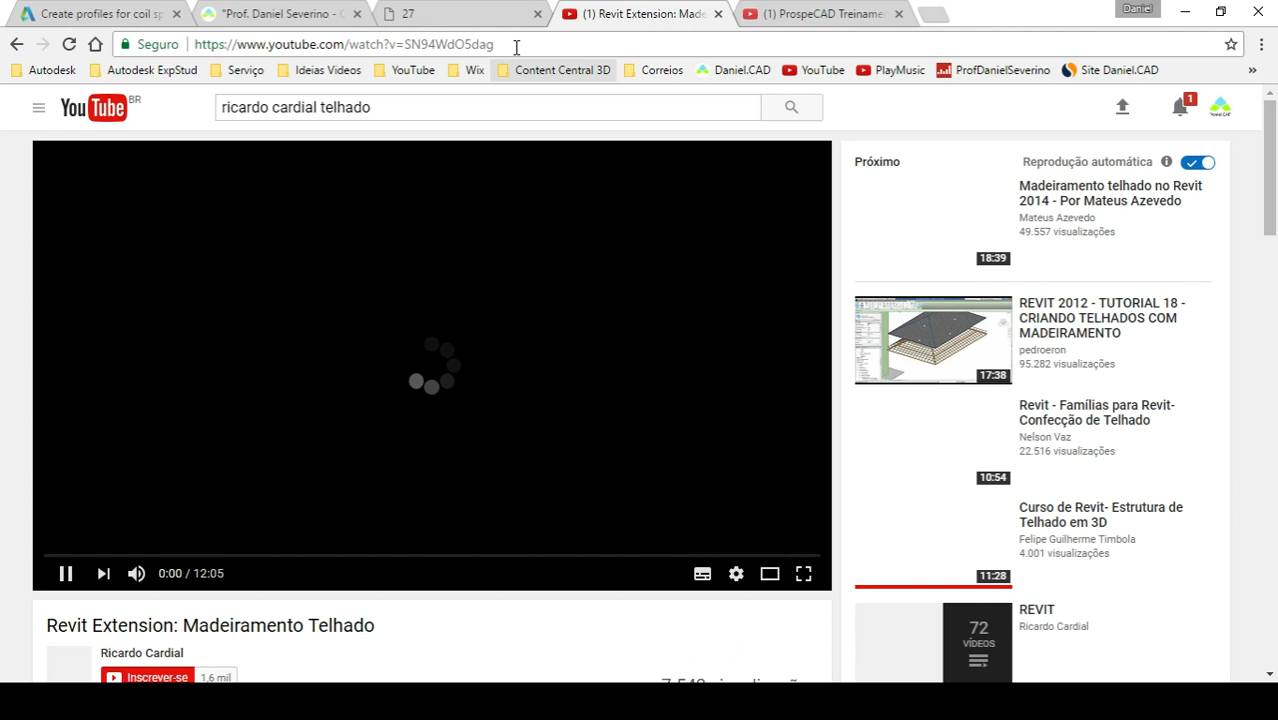 Create profiles for coil sp
"Prof. Daniel Severino - C
27
(1) Revit Extension: Made
(1) ProspeCAD Treiname
Daniel
Seguro
https://www.youtube.com/watch?v=SN94WdO5dag
Autodesk
Autodesk ExpStud
Serviço
Ideias Videos
YouTube
Wix
Content Central 3D
Correios
Daniel.CAD
YouTube
PlayMusic
ProfDanielSeverino
Site Daniel.CAD
»
YouTube BR
ricardo cardial telhado
1
Próximo
Reprodução automática
Madeiramento telhado no Revit
2014 - Por Mateus Azevedo
Mateus Azevedo
49.557 visualizações
18:39
REVIT 2012 - TUTORIAL 18 -
CRIANDO TELHADOS COM
MADEIRAMENTO
pedroeron
95.282 visualizações
17:38
Revit - Famílias para Revit-
Confecção de Telhado
Nelson Vaz
22.516 visualizações
10:54
Curso de Revit- Estrutura de
Telhado em 3D
Felipe Guilherme Timbola
4.001 visualizações
11:28
REVIT
Ricardo Cardial
72
VÍDEOS
0:00 / 12:05
Revit Extension: Madeiramento Telhado
Ricardo Cardial
Inscrever-se
1,6 mil